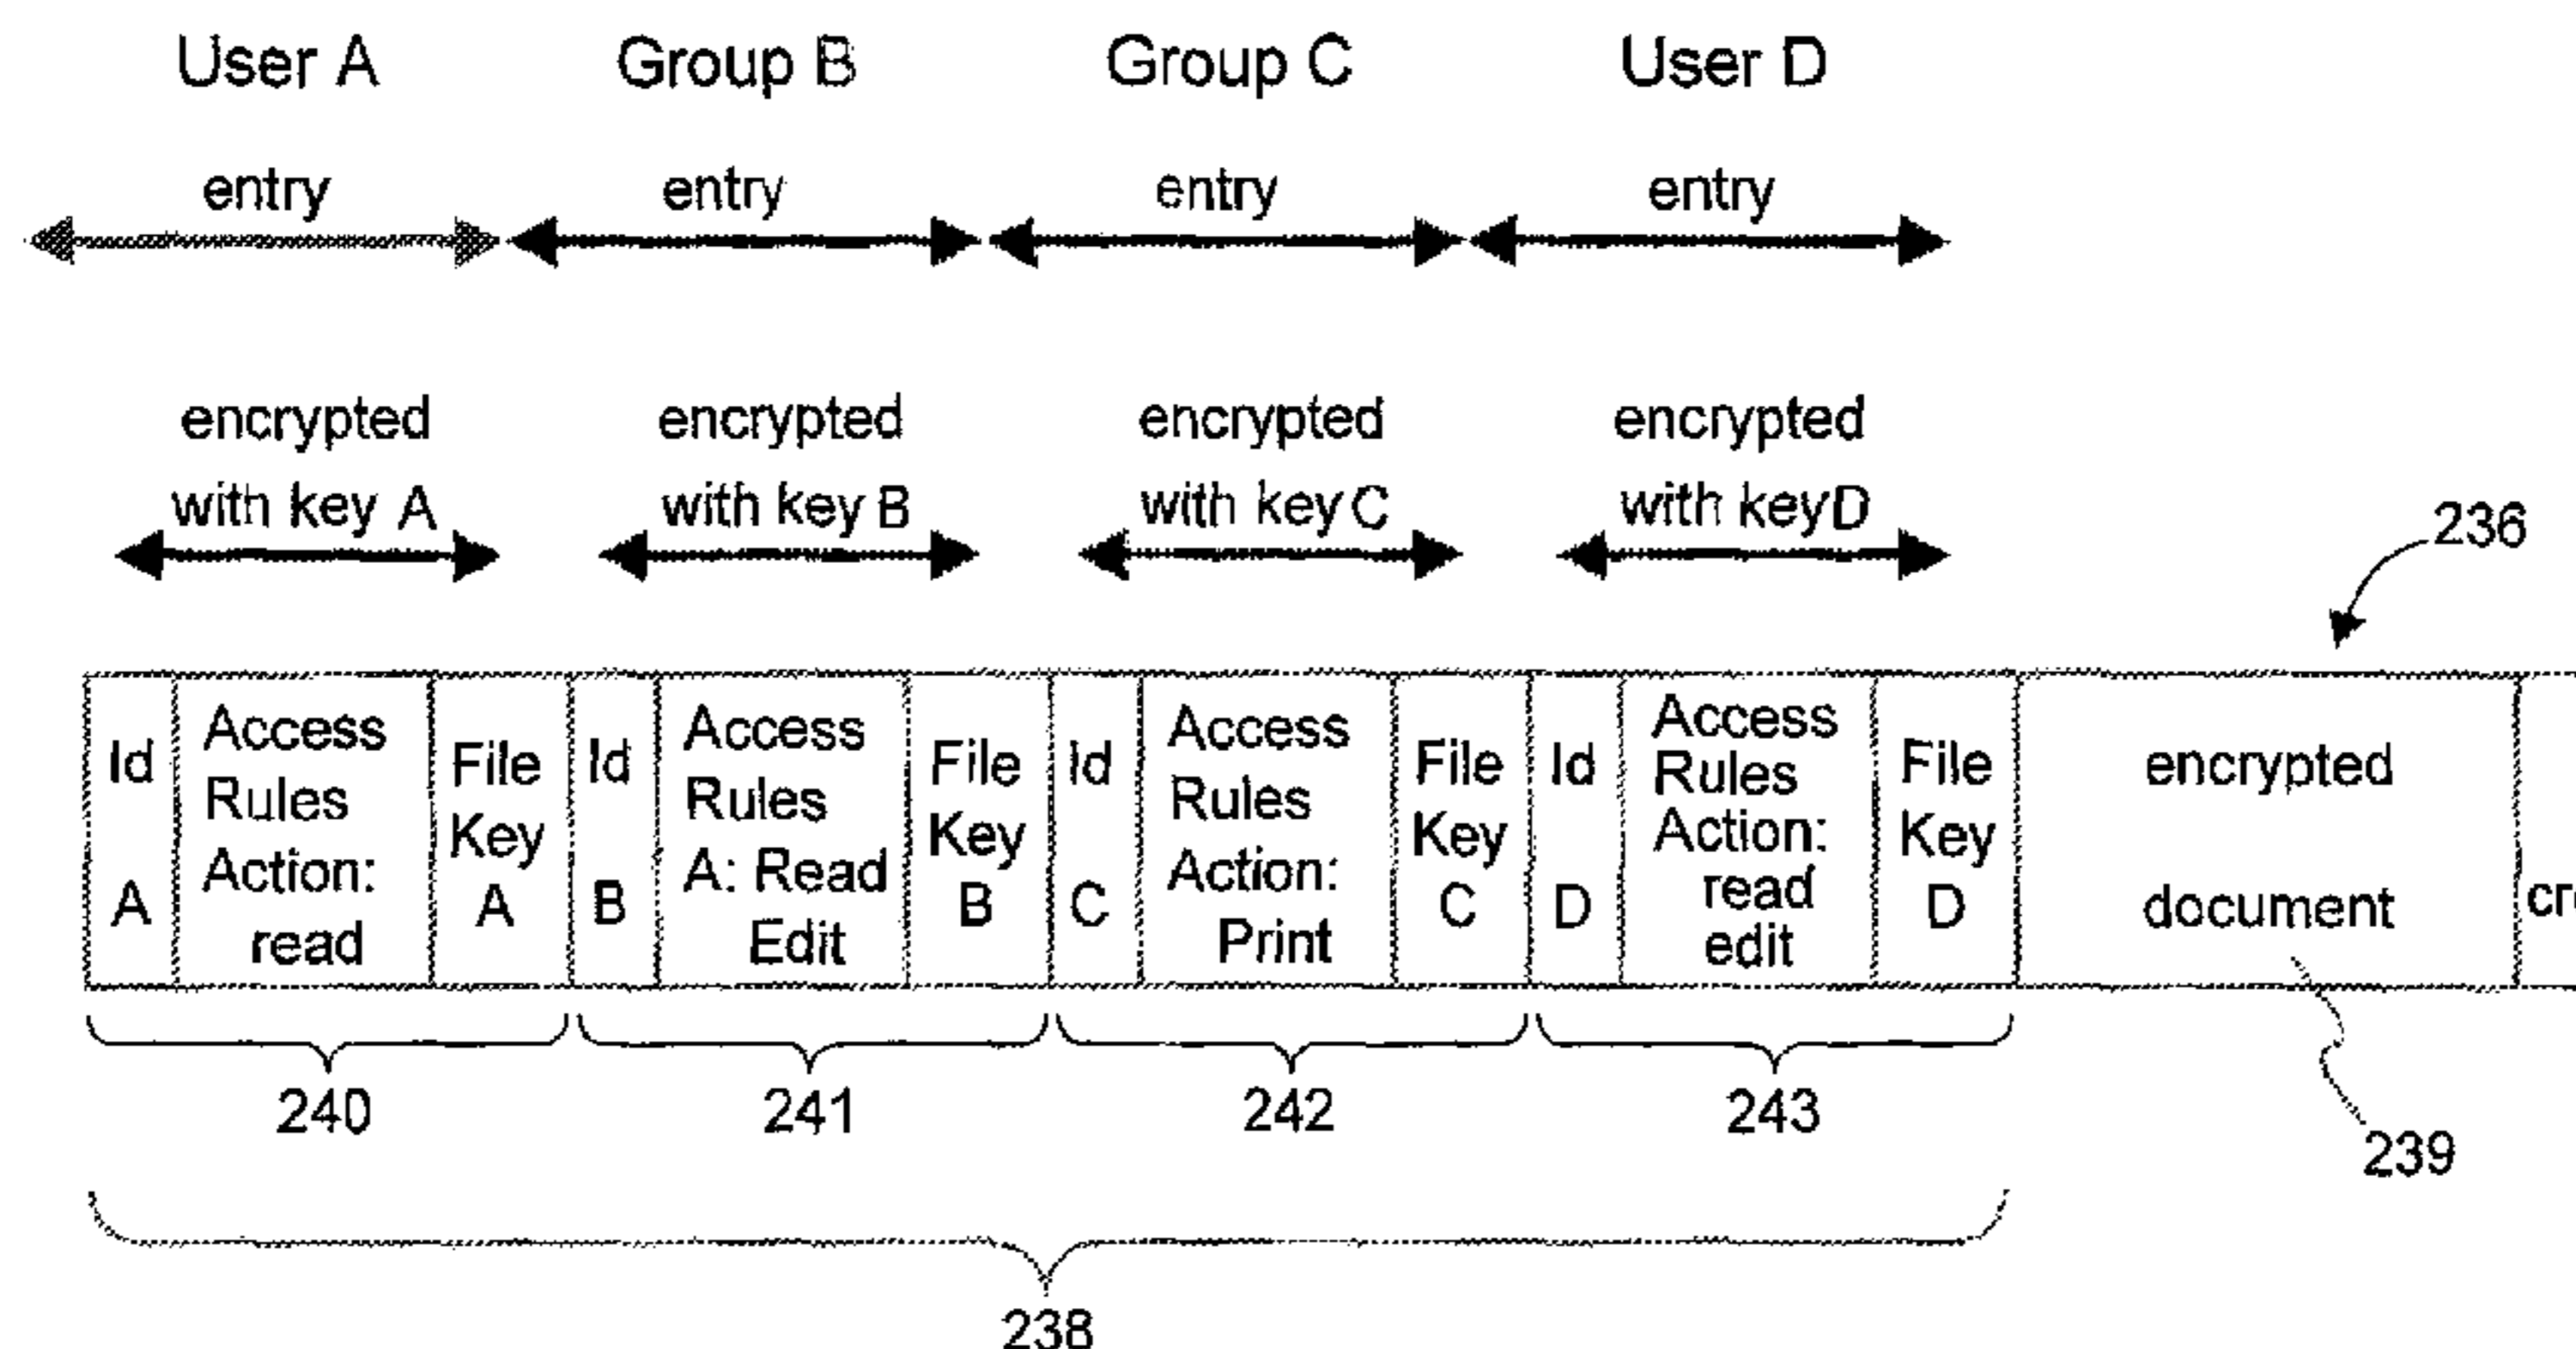 User A Group B Group C User D
entry entry entry entry
encrypted encrypted encrypted encrypted
with key A with key B with key C with key D
236
Id A
Access
Rules
Action:
read
File
Key
A
Id B
Access
Rules
A: Read
Edit
File
Key
B
Id C
Access
Rules
Action:
Print
File
Key
C
Id D
Access
Rules
Action:
read
edit
File
Key
D
encrypted
document
240 241 242 243
239
238